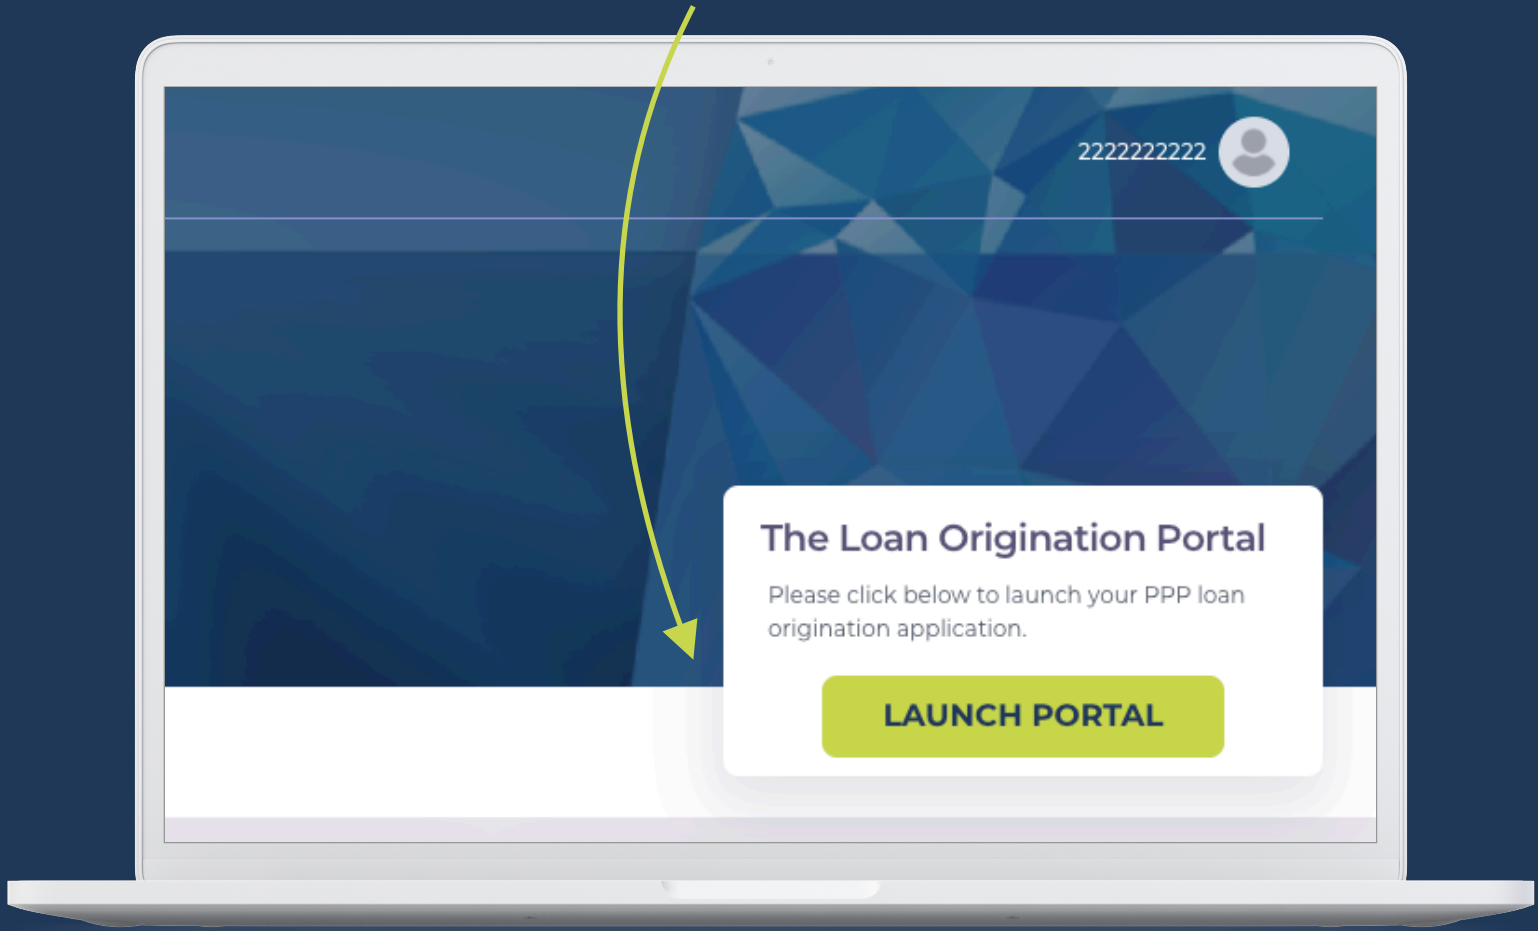 2222222222
The Loan Origination Portal
Please click below to launch your PPP loan
origination application.
LAUNCH PORTAL